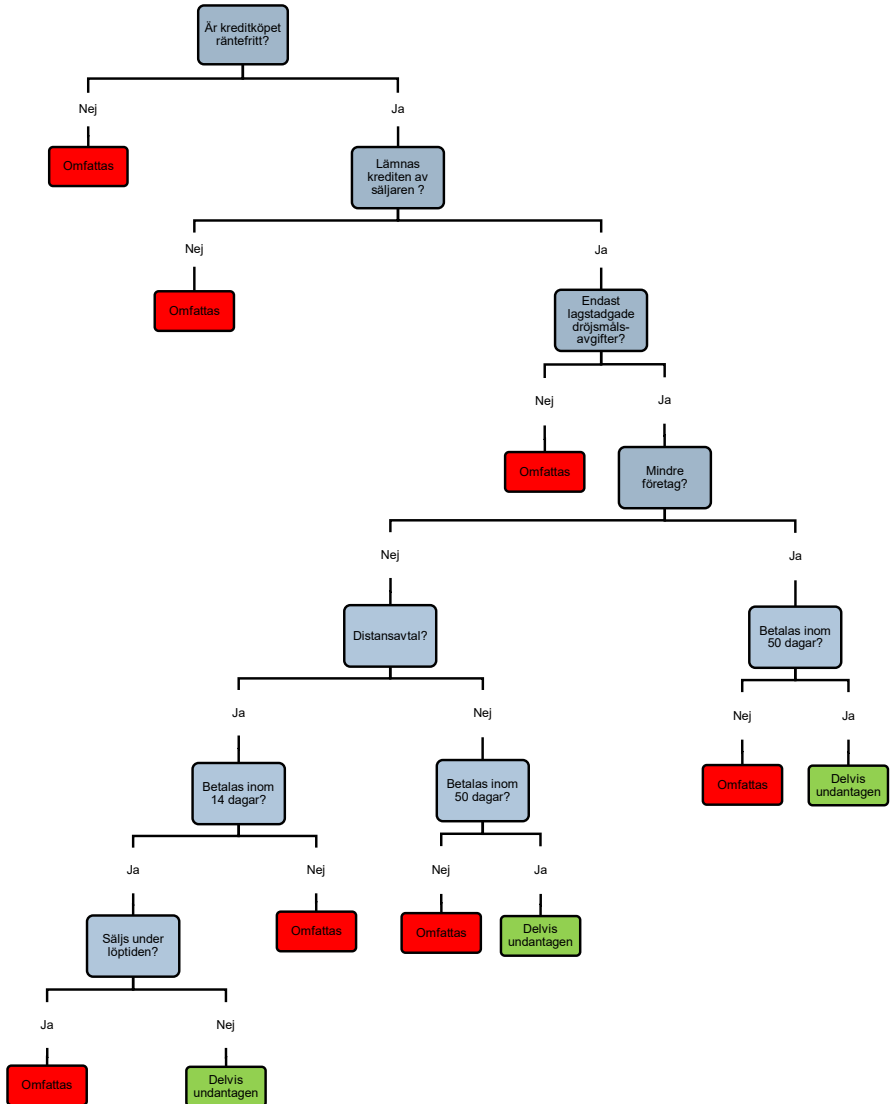 Är kreditköpet
räntefritt?
Nej
Ja
Omfattas
Lämnas
krediten av
säljaren ?
Nej
Ja
Omfattas
Endast
lagstadgade
dröjsmåls-
avgifter?
Nej
Ja
Omfattas
Mindre
företag?
Nej
Ja
Distansavtal?
Betalas inom
50 dagar?
Ja
Nej
Nej
Ja
Betalas inom
14 dagar?
Betalas inom
50 dagar?
Omfattas
Delvis
undantagen
Ja
Nej
Nej
Ja
Säljs under
löptiden?
Omfattas
Omfattas
Delvis
undantagen
Ja
Nej
Omfattas
Delvis
undantagen